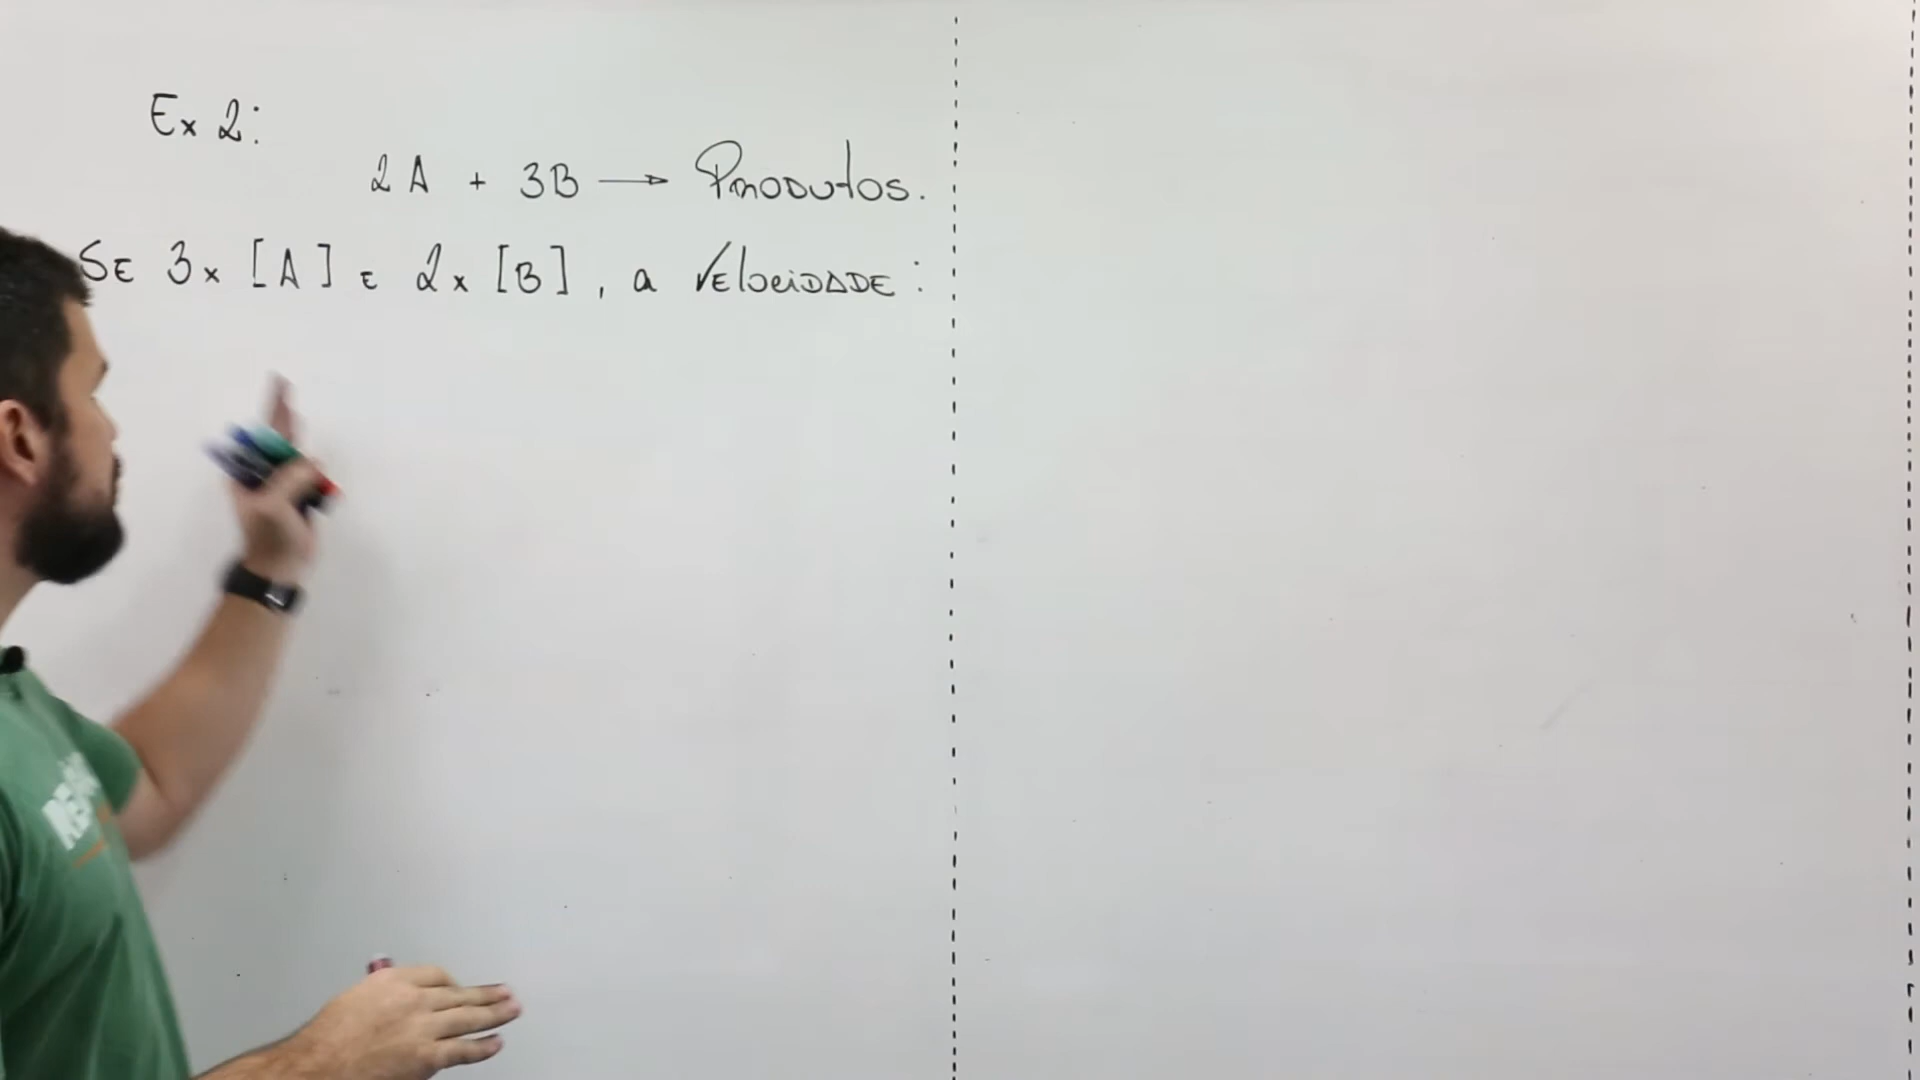 Ex 2:
2A + 3B → Produtos.
SE 3x [A] E 2x [B], a VElociDADE: